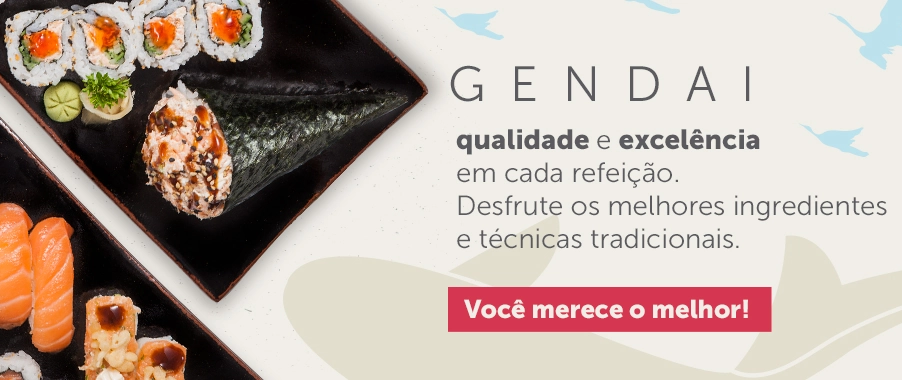 GENDAI
qualidade e excelência
em cada refeição.
Desfrute os melhores ingredientes
e técnicas tradicionais.
Você merece o melhor!